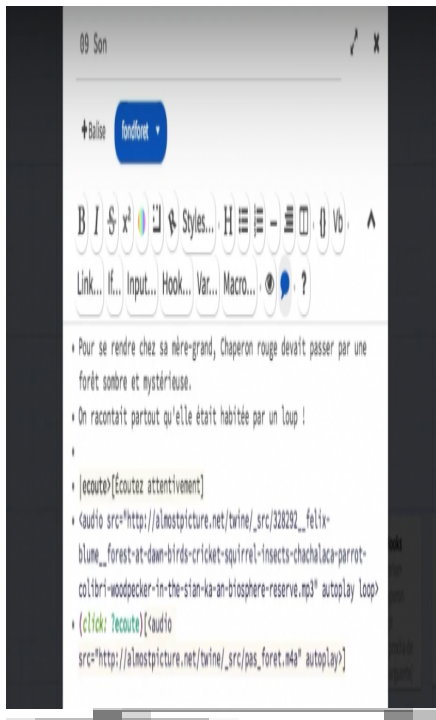 09 Son
+Balise fondforet
B I S x² Styles... H Vb
Link... If... Input... Hook... Var... Macro... ?
Pour se rendre chez sa mère-grand, Chaperon rouge devait passer par une
forêt sombre et mystérieuse.
On racontait partout qu'elle était habitée par un loup !
|ecoute>[Écoutez attentivement]
<audio src="http://almostpicture.net/twine/_src/328292__felix-
blume__forest-at-dawn-birds-cricket-squirrel-insects-chachalaca-parrot-
colibri-woodpecker-in-the-sian-ka-an-biosphere-reserve.mp3" autoplay loop>
(click: ?ecoute)[<audio
src="http://almostpicture.net/twine/_src/pas_foret.m4a" autoplay>]